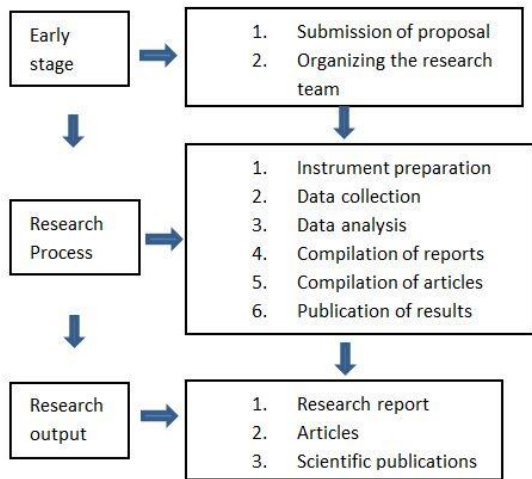 Early
stage
1. Submission of proposal
2. Organizing the research
team
Research
Process
1. Instrument preparation
2. Data collection
3. Data analysis
4. Compilation of reports
5. Compilation of articles
6. Publication of results
Research
output
1. Research report
2. Articles
3. Scientific publications